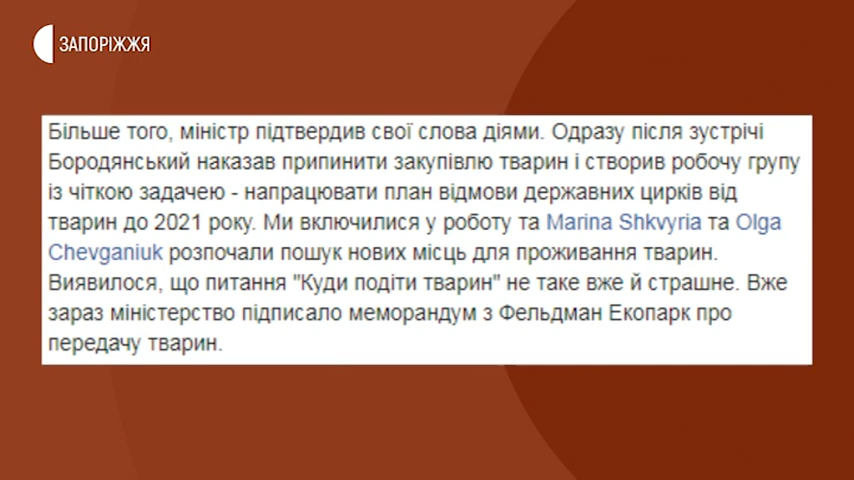 ЗАПОРІЖЖЯ
Більше того, міністр підтвердив свої слова діями. Одразу після зустрічі
Бородянський наказав припинити закупівлю тварин і створив робочу групу
із чіткою задачею - напрацювати план відмови державних цирків від
тварин до 2021 року. Ми включилися у роботу та Marina Shkvyria та Olga
Chevganiuk розпочали пошук нових місць для проживання тварин.
Виявилося, що питання "Куди подіти тварин" не таке вже й страшне. Вже
зараз міністерство підписало меморандум з Фельдман Екопарк про
передачу тварин.